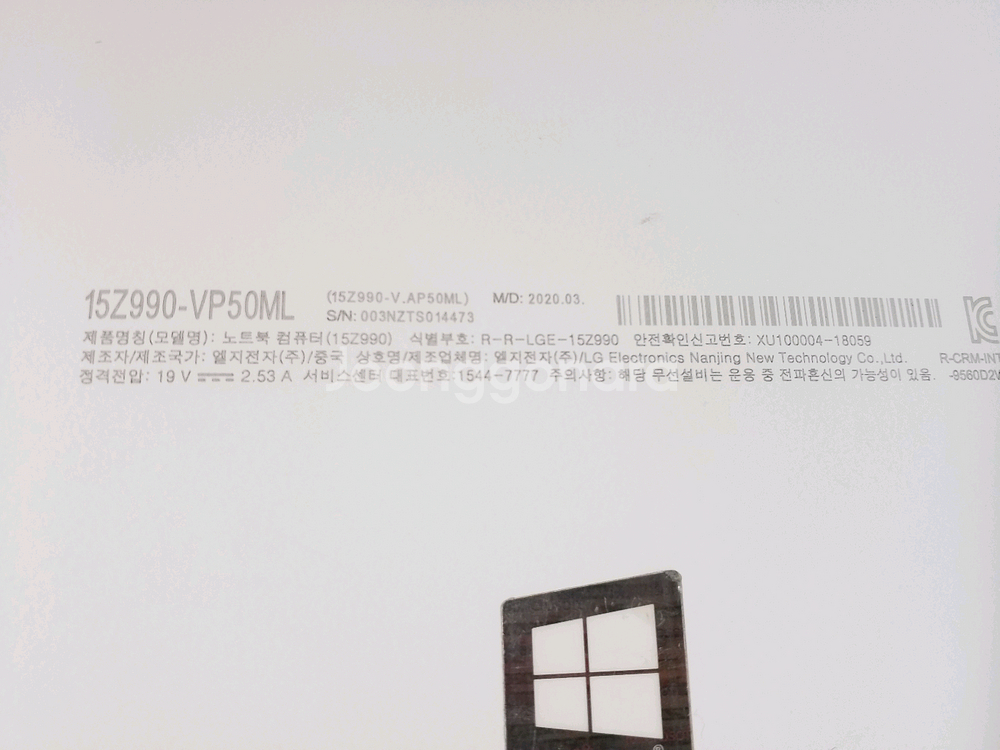 15Z990-VP50ML (15Z990-V.AP50ML) M/D: 2020.03.
S/N: 003NZTS014473
제품명칭(모델명): 노트북 컴퓨터(15Z990) 식별부호: R-R-LGE-15Z990 안전확인신고번호: XU100004-18059
제조자/제조국가: 엘지전자(주)/중국 상호명/제조업체명: 엘지전자(주)/LG Electronics Nanjing New Technology Co.,Ltd. R-CRM-INT
정격전압: 19 V 2.53 A 서비스센터 대표번호 1544-7777 주의사항: 해당 무선설비는 운용 중 전파혼신의 가능성이 있음. -9560D2W
Joonggonara